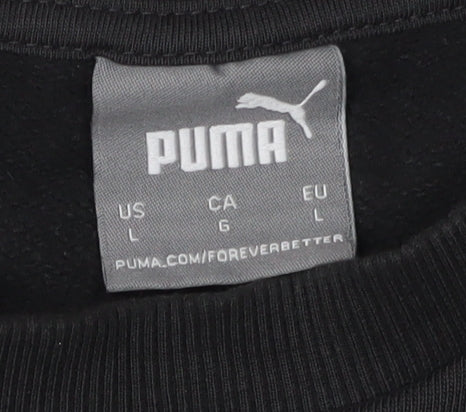 PUMA
US CA EU
L G L
PUMA.COM/FOREVERBETTER